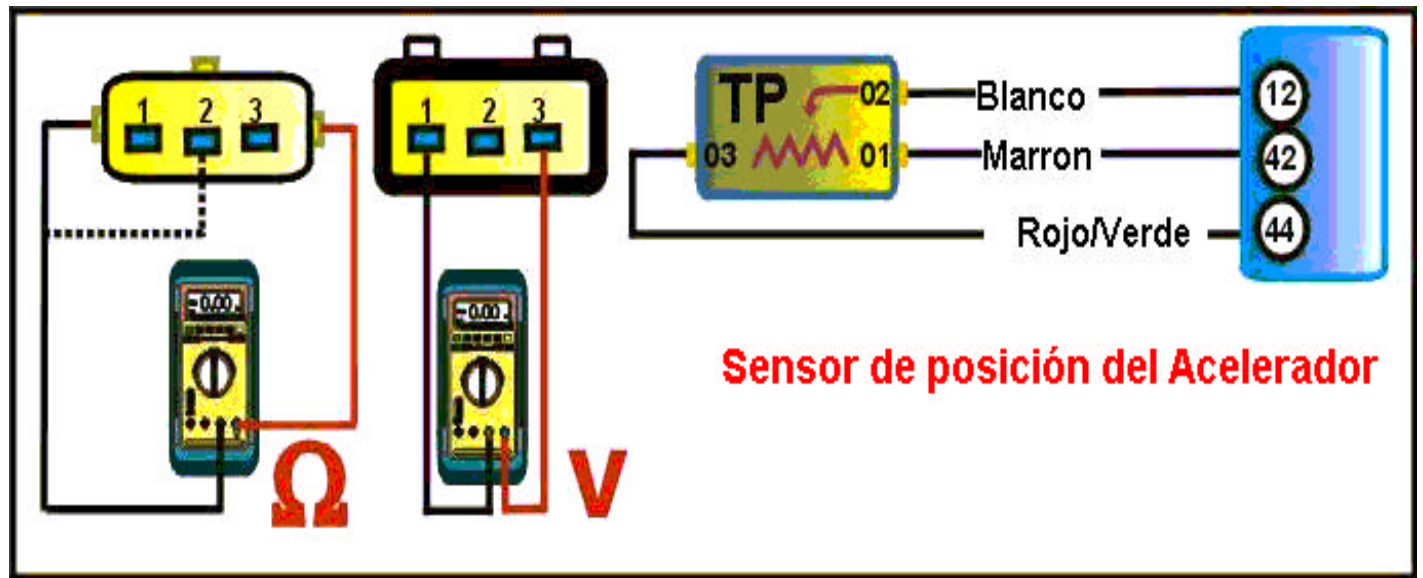 1 2 3
1 2 3
TP
02
03
01
Blanco
Marron
Rojo/Verde
12
42
44
0.00
0.00
Ω
V
Sensor de posición del Acelerador